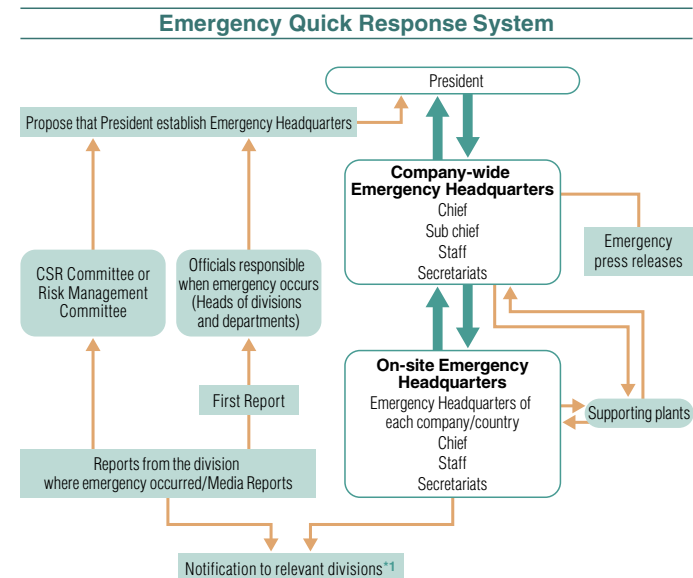 Emergency Quick Response System
President
Propose that President establish Emergency Headquarters
Company-wide
Emergency Headquarters
Chief
Sub chief
Staff
Secretariats
Emergency
press releases
CSR Committee or
Risk Management
Committee
Officials responsible
when emergency occurs
(Heads of divisions
and departments)
On-site Emergency
Headquarters
Emergency Headquarters of
each company/country
Chief
Staff
Secretariats
First Report
Supporting plants
Reports from the division
where emergency occurred/Media Reports
Notification to relevant divisions*1